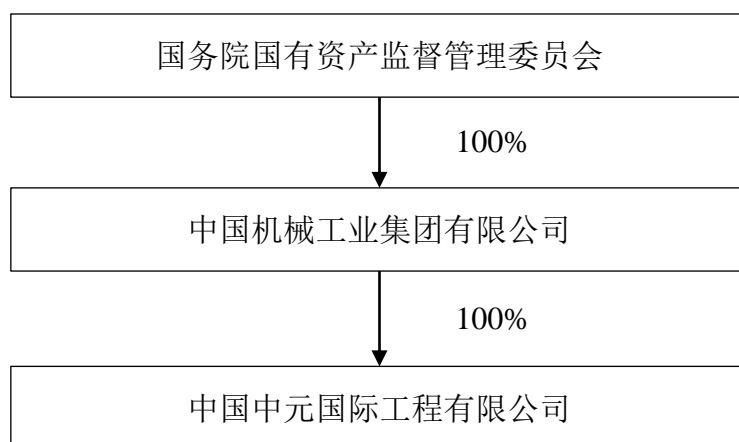 国务院国有资产监督管理委员会
100%
中国机械工业集团有限公司
100%
中国中元国际工程有限公司